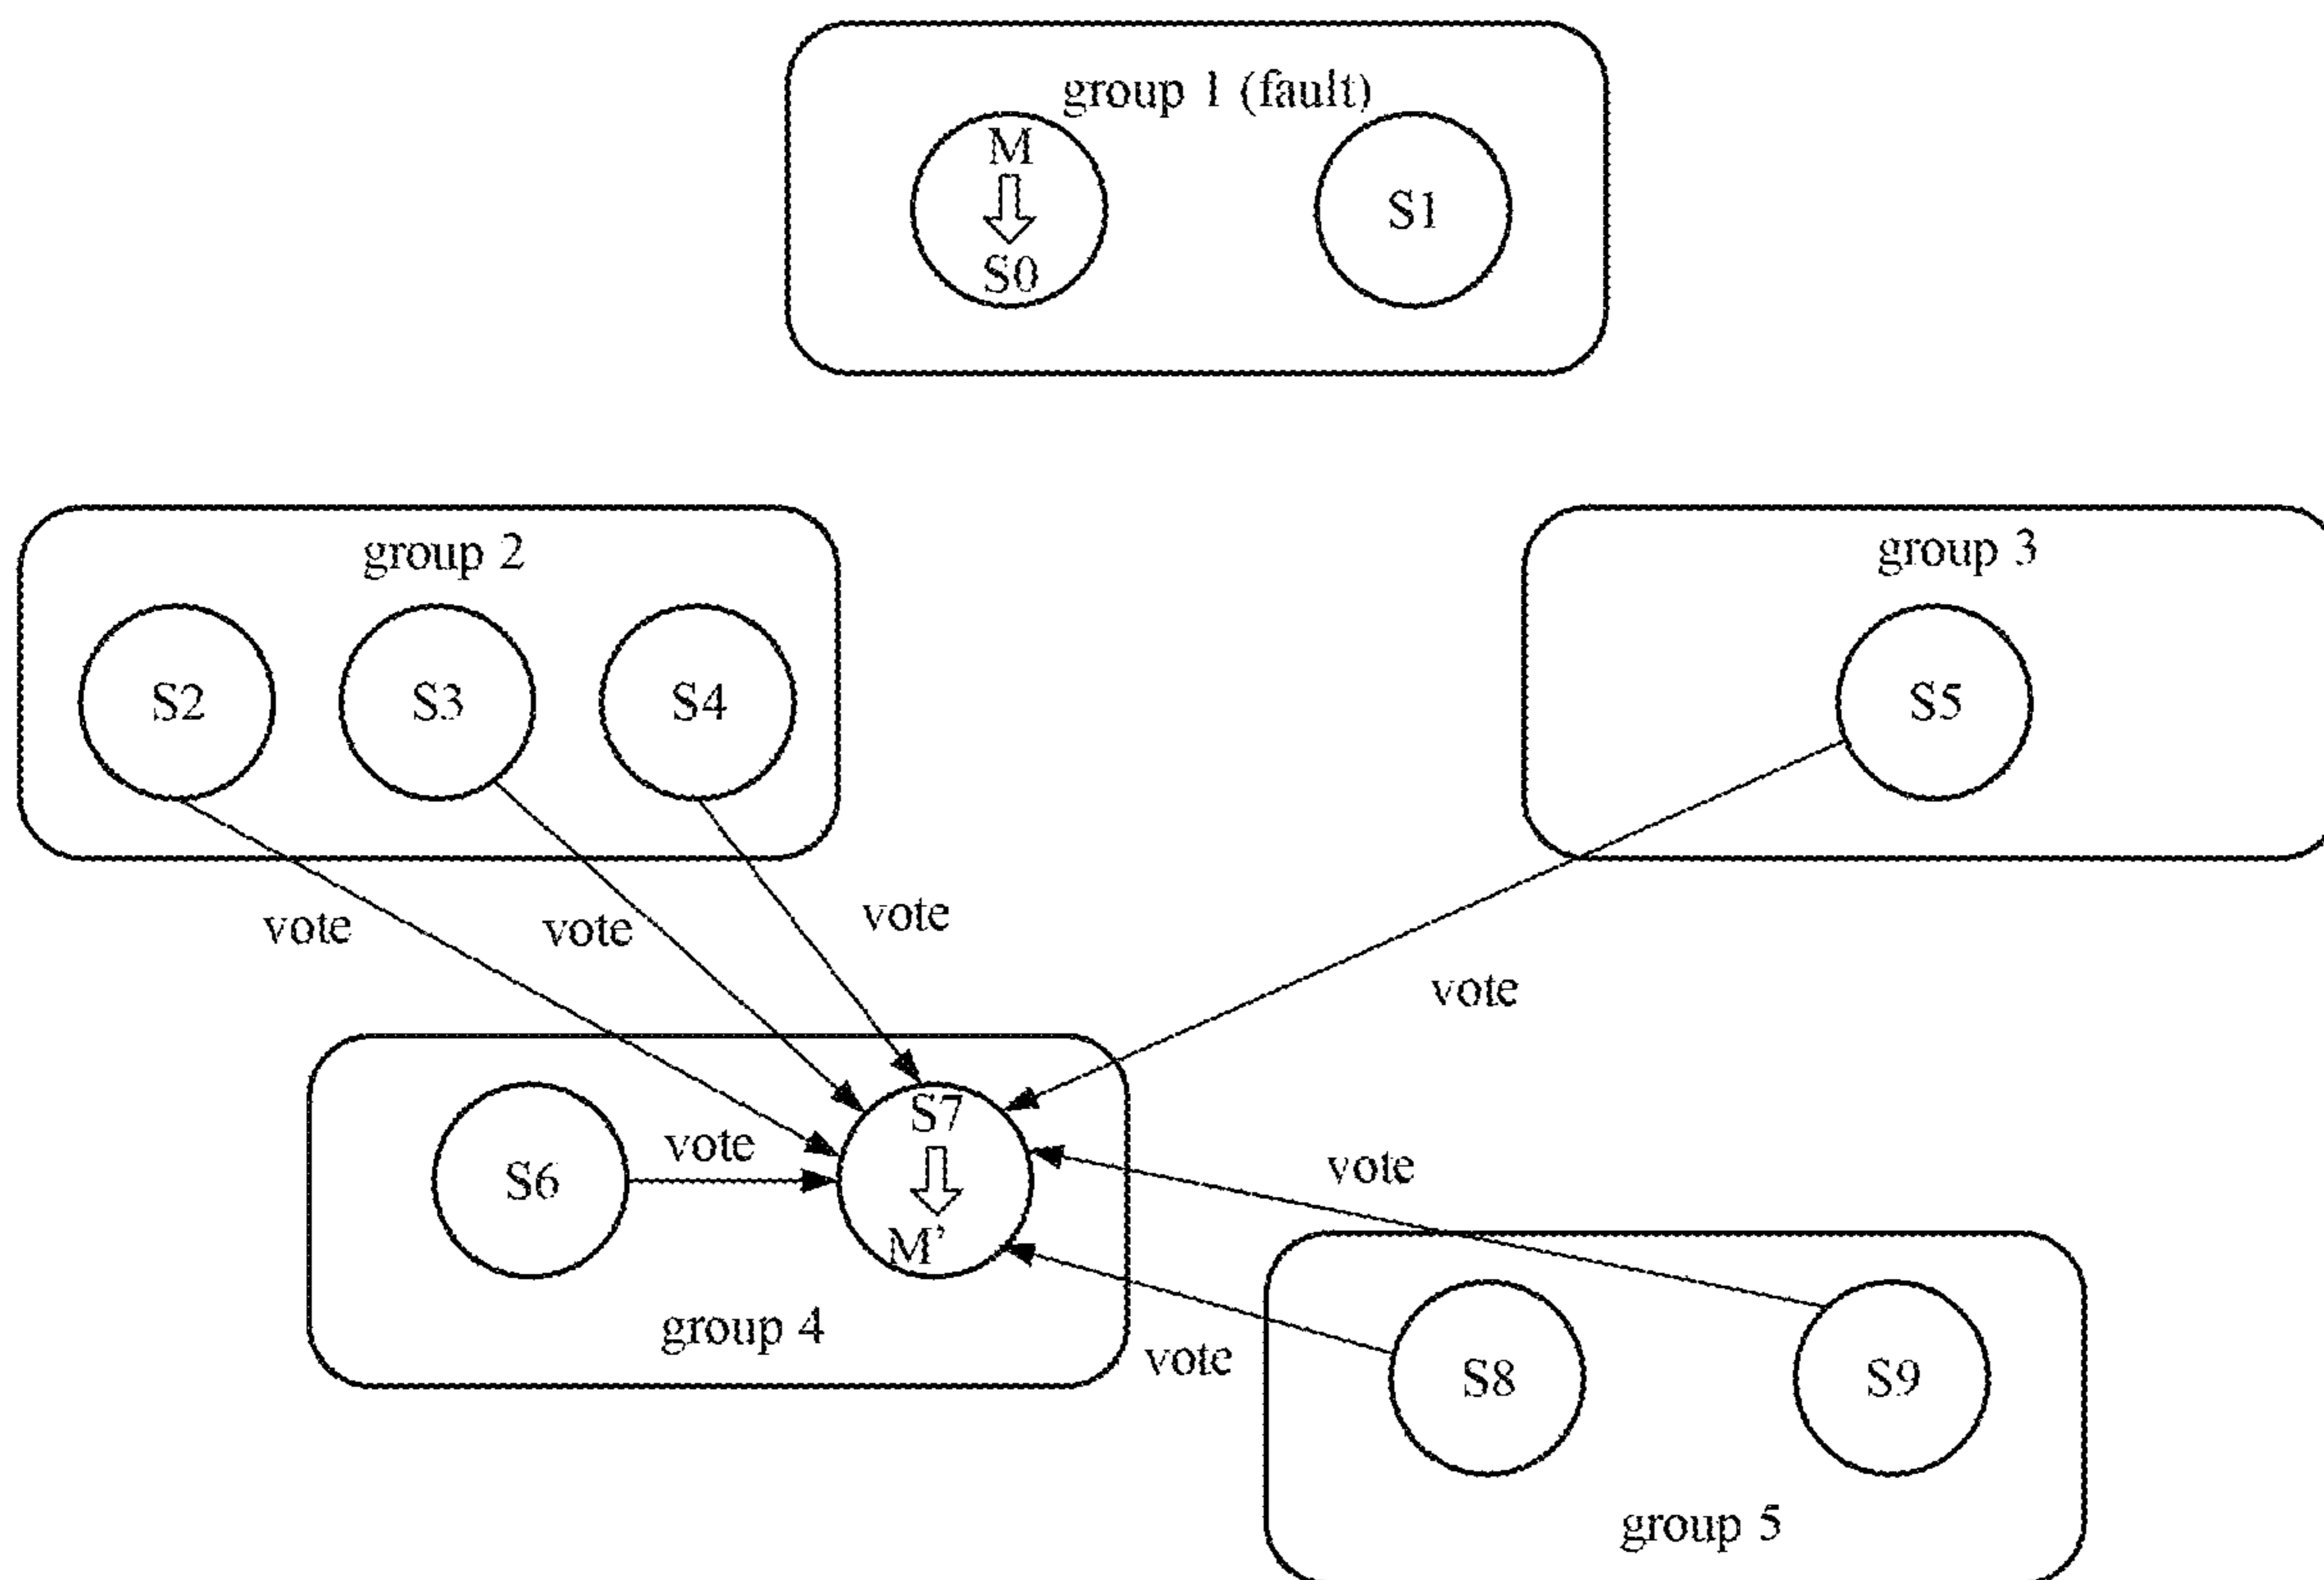 group 1 (fault)
M
S0
S1
group 2
S2
S3
S4
group 3
S5
vote
vote
vote
vote
S6
vote
S7
M’
group 4
vote
vote
S8
S9
group 5